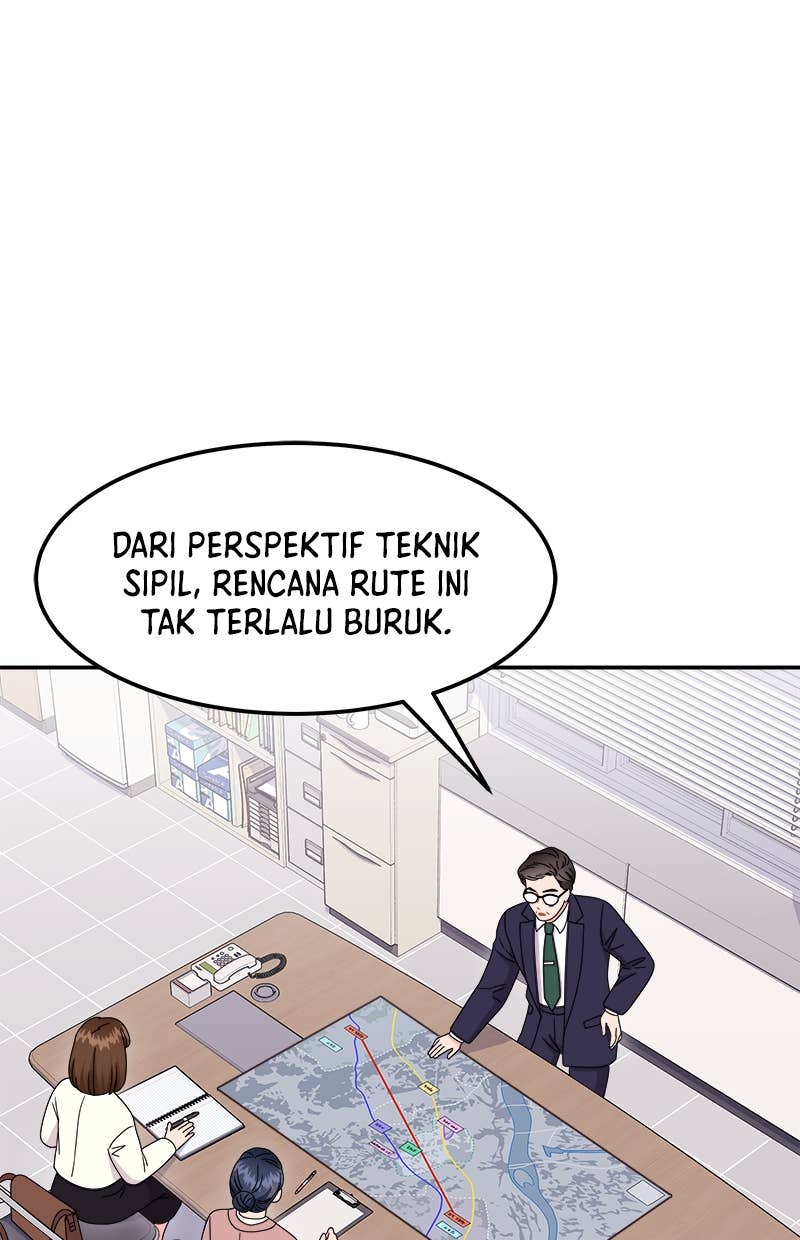 DARI PERSPEKTIF TEKNIK
SIPIL, RENCANA RUTE INI
TAK TERLALU BURUK.